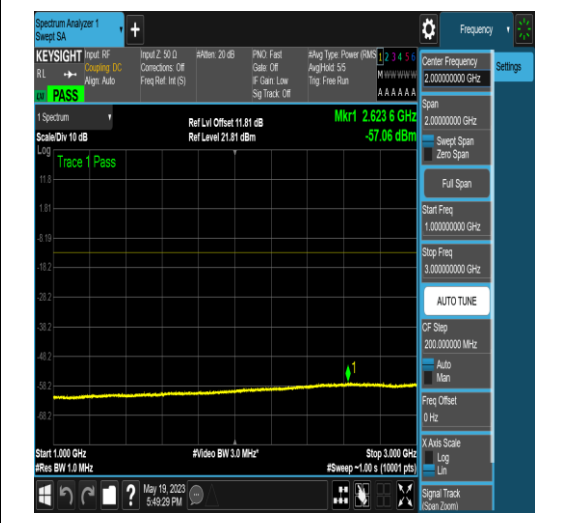 Spectrum Analyzer 1
Swept SA
+
Frequency
KEYSIGHT
Input: RF
Input Z: 50 Ω
#Atten: 20 dB
PNO: Fast
#Avg Type: Power (RMS
1 2 3 4 5 6
RL
Coupling: DC
Corrections: Off
Gate: Off
Avg|Hold: 5/5
M W W W W W
Align: Auto
Freq Ref: Int (S)
IF Gain: Low
Trig: Free Run
PASS
Sig Track: Off
A A A A A A
1 Spectrum
Ref Lvl Offset 11.81 dB
Mkr1 2.623 6 GHz
Scale/Div 10 dB
Ref Level 21.81 dBm
-57.06 dBm
Log
Trace 1 Pass
11.8
1.81
-8.19
-18.2
-28.2
-38.2
-48.2
-58.2
-68.2
1
Start 1.000 GHz
#Video BW 3.0 MHz*
Stop 3.000 GHz
#Res BW 1.0 MHz
#Sweep ~1.00 s (10001 pts)
May 19, 2023
5:49:29 PM
?
Center Frequency
2.000000000 GHz
Settings
Span
2.00000000 GHz
Swept Span
Zero Span
Full Span
Start Freq
1.000000000 GHz
Stop Freq
3.000000000 GHz
AUTO TUNE
CF Step
200.000000 MHz
Auto
Man
Freq Offset
0 Hz
X Axis Scale
Log
Lin
Signal Track
(Span Zoom)